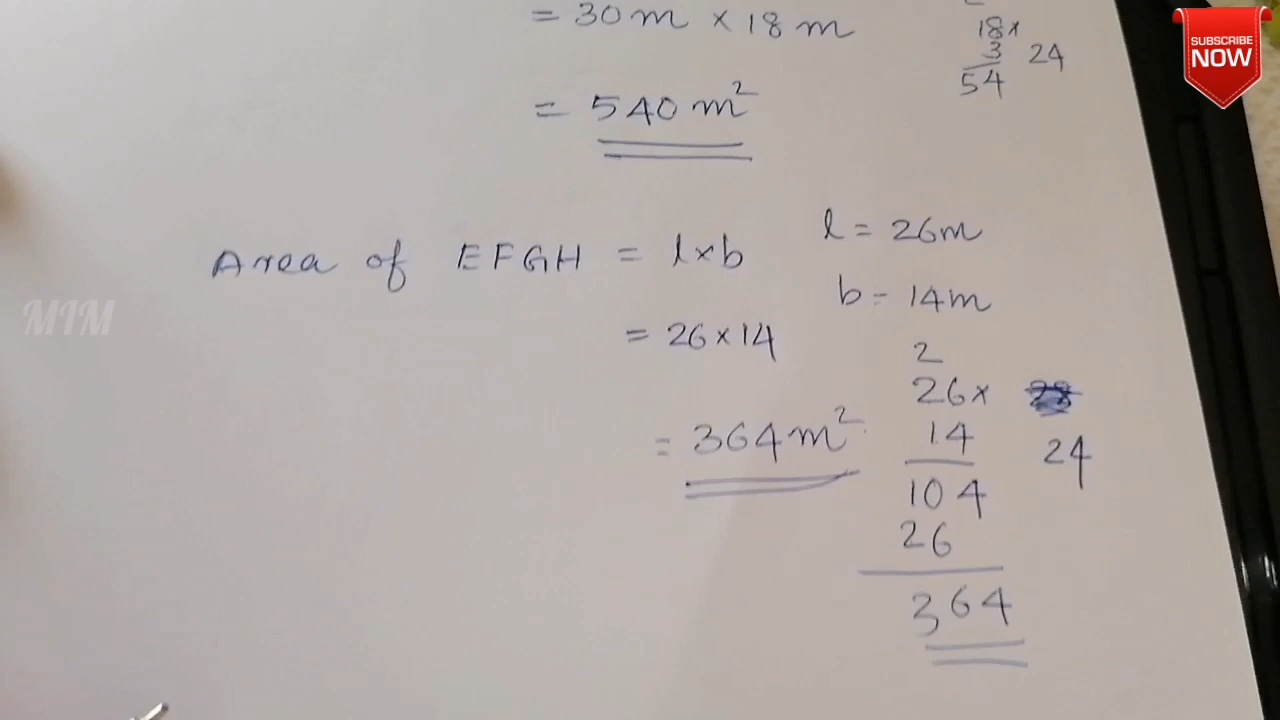 = 30 m × 18 m
18×
3 24
54
= 540 m²
SUBSCRIBE
NOW
Area of EFGH = l×b
l = 26m
b = 14m
= 26×14
= 364 m²
2
26×
14
24
104
26
364
MIM